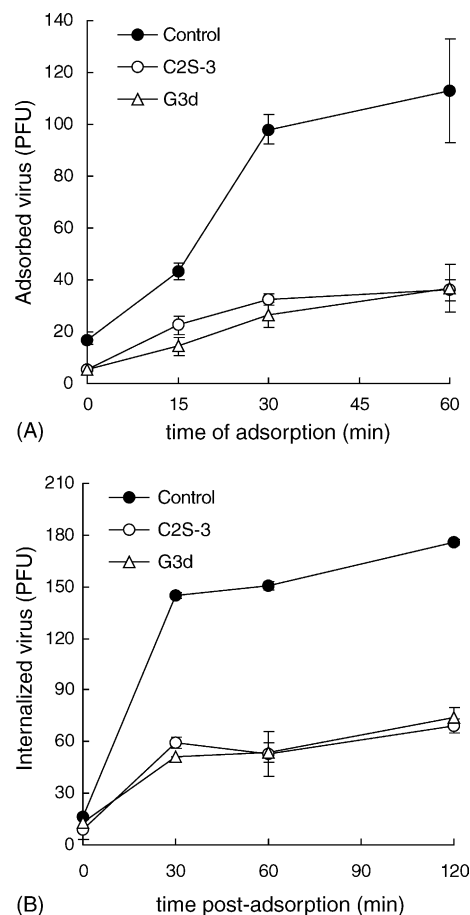 140
120
100
80
60
40
20
0
Adsorbed virus (PFU)
Control
C2S-3
G3d
0 15 30 45 60
(A) time of adsorption (min)
210
180
150
120
90
60
30
0
Internalized virus (PFU)
Control
C2S-3
G3d
0 30 60 90 120
(B) time post-adsorption (min)